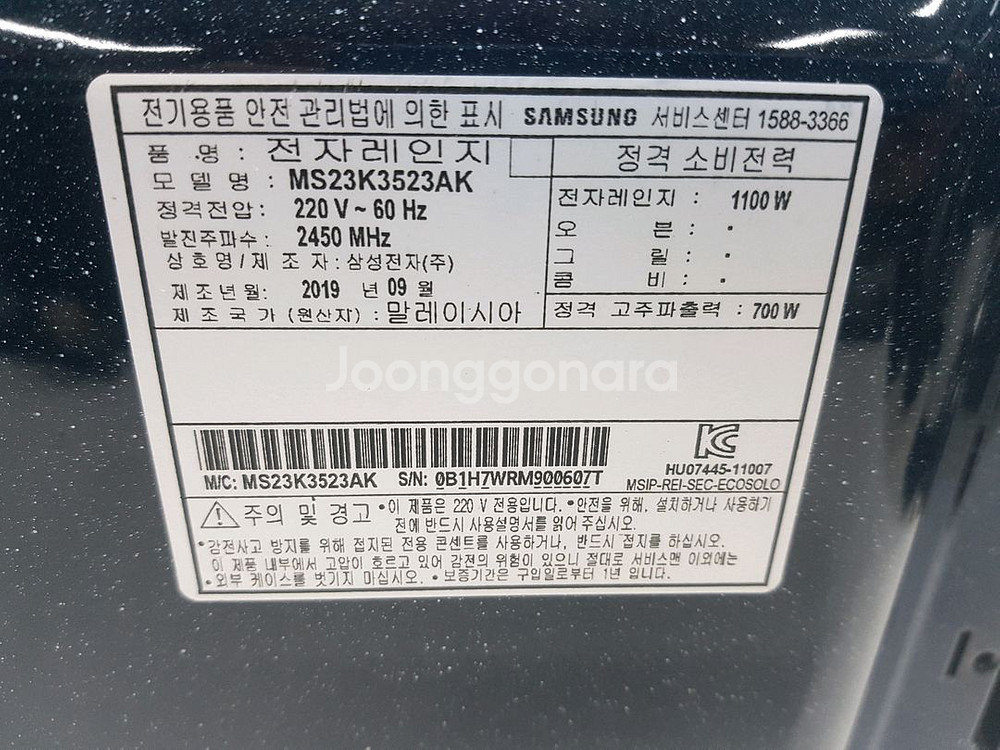 전기용품 안전 관리법에 의한 표시 SAMSUNG 서비스센터 1588-3366
품 명 : 전자레인지
모델명 : MS23K3523AK
정격전압 : 220 V ~ 60 Hz
발진주파수 : 2450 MHz
상호명/제 조 자 : 삼성전자(주)
제조년월: 2019 년 09 월
제 조 국 가 (원산지) : 말레이시아
정격 소비전력
전자레인지 : 1100 W
오 븐 : ·
그 릴 : ·
콤 비 : ·
정격 고주파출력 : 700 W
Joonggonara
M/C: MS23K3523AK S/N: 0B1H7WRM900607T
KC
HU07445-11007
MSIP-REI-SEC-ECOSOLO
주의 및 경고 •이 제품은 220 V 전용입니다. •안전을 위해, 설치하거나 사용하기
전에 반드시 사용설명서를 읽어 주십시오.
•감전사고 방지를 위해 접지된 전용 콘센트를 사용하거나, 반드시 접지를 하십시오.
•이 제품 내부에서 고압이 흐르고 있어 감전의 위험이 있으니 절대로 서비스맨 이외에는
외부 케이스를 벗기지 마십시오. •보증기간은 구입일로부터 1년 입니다.